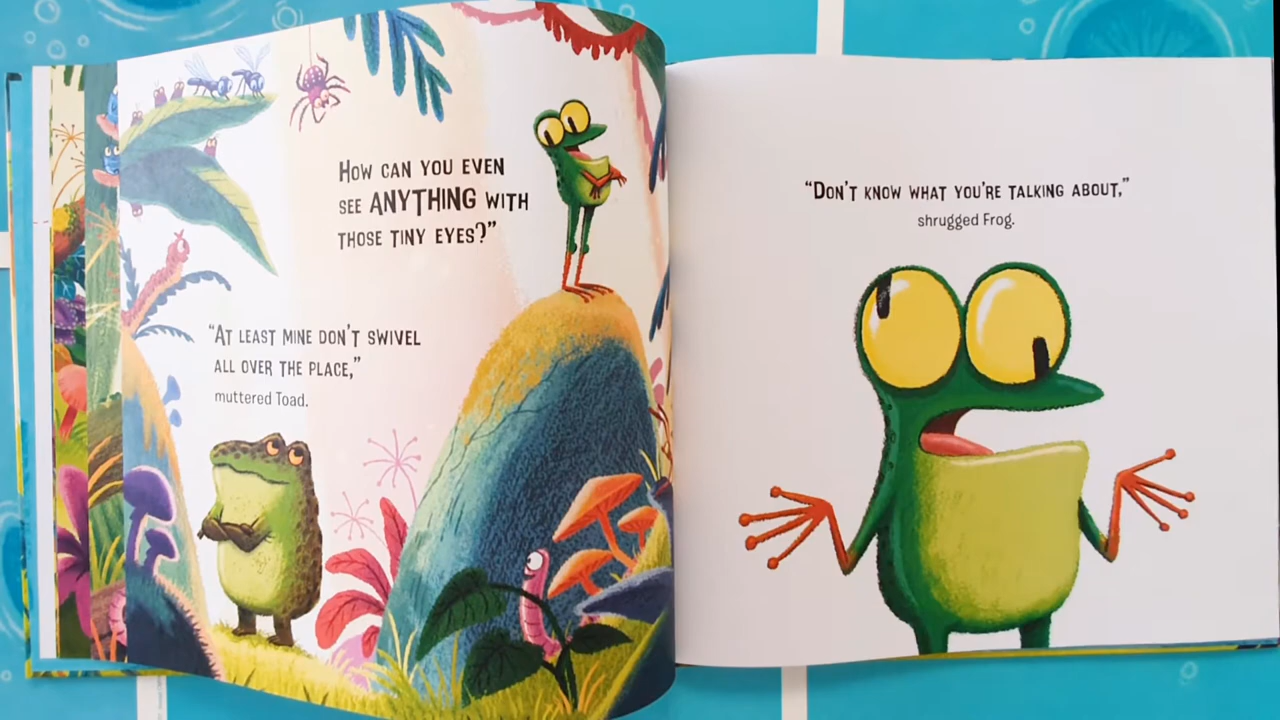 HOW CAN YOU EVEN
SEE ANYTHING WITH
THOSE TINY EYES?”
“AT LEAST MINE DON’T SWIVEL
ALL OVER THE PLACE,”
muttered Toad.
“DON’T KNOW WHAT YOU’RE TALKING ABOUT,”
shrugged Frog.